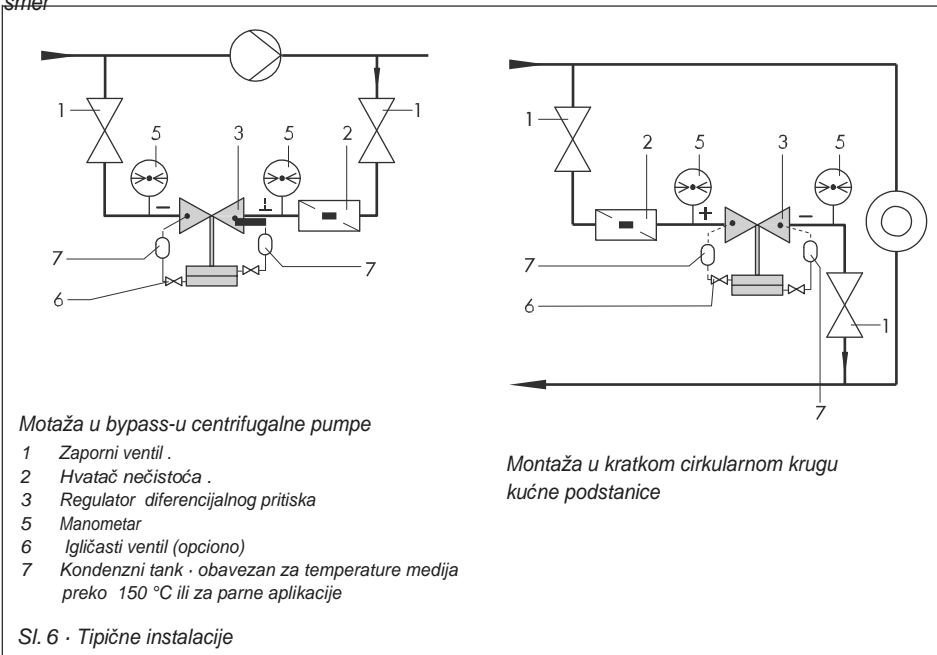 smer
1
5
3
5
2
1
−
+
7
7
6
1
2
5
3
5
+
−
7
6
1
7
Motaža u bypass-u centrifugalne pumpe
1 Zaporni ventil .
2 Hvatač nečistoća .
3 Regulator diferencijalnog pritiska
5 Manometar
6 Igličasti ventil (opciono)
7 Kondenzni tank · obavezan za temperature medija
preko 150 °C ili za parne aplikacije
Montaža u kratkom cirkularnom krugu
kućne podstanice
Sl. 6 · Tipične instalacije